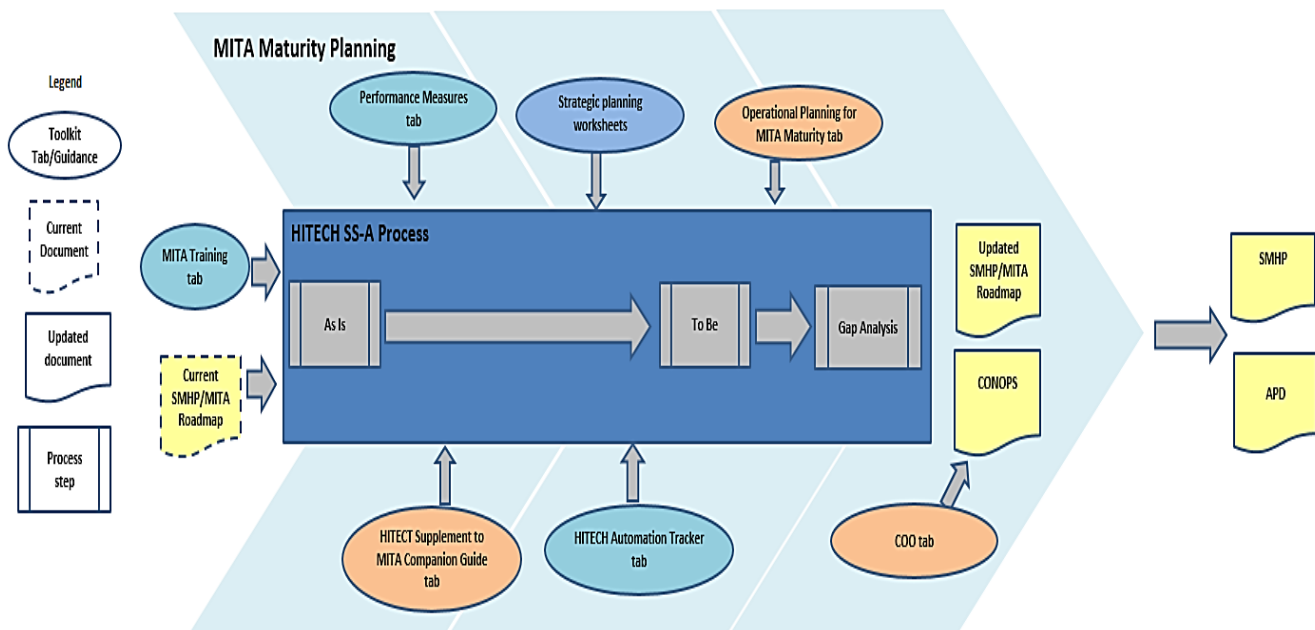 MITA Maturity Planning
Legend
Toolkit
Tab/Guidance
Current
Document
Updated
document
Process
step
Performance Measures
tab
Strategic planning
worksheets
Operational Planning for
MITA Maturity tab
MITA Training
tab
Current
SMHP/MITA
Roadmap
HITECH SS-A Process
As Is
To Be
Gap Analysis
Updated
SMHP/MITA
Roadmap
CONOPS
SMHP
APD
HITECT Supplement to
MITA Companion Guide
tab
HITECH Automation Tracker
tab
COO tab